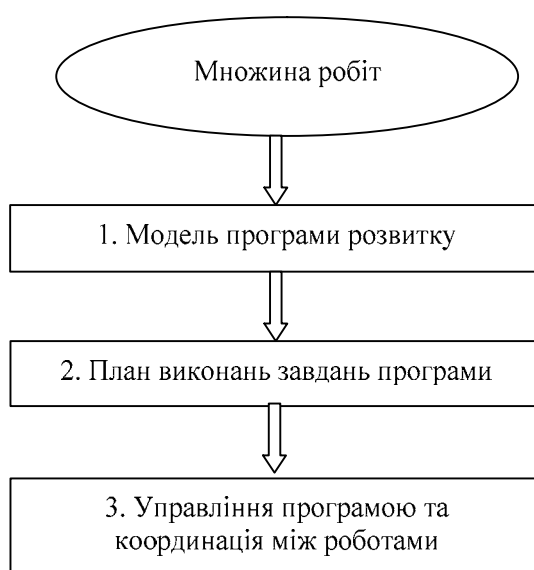 Множина робіт
1. Модель програми розвитку
2. План виконань завдань програми
3. Управління програмою та
координація між роботами